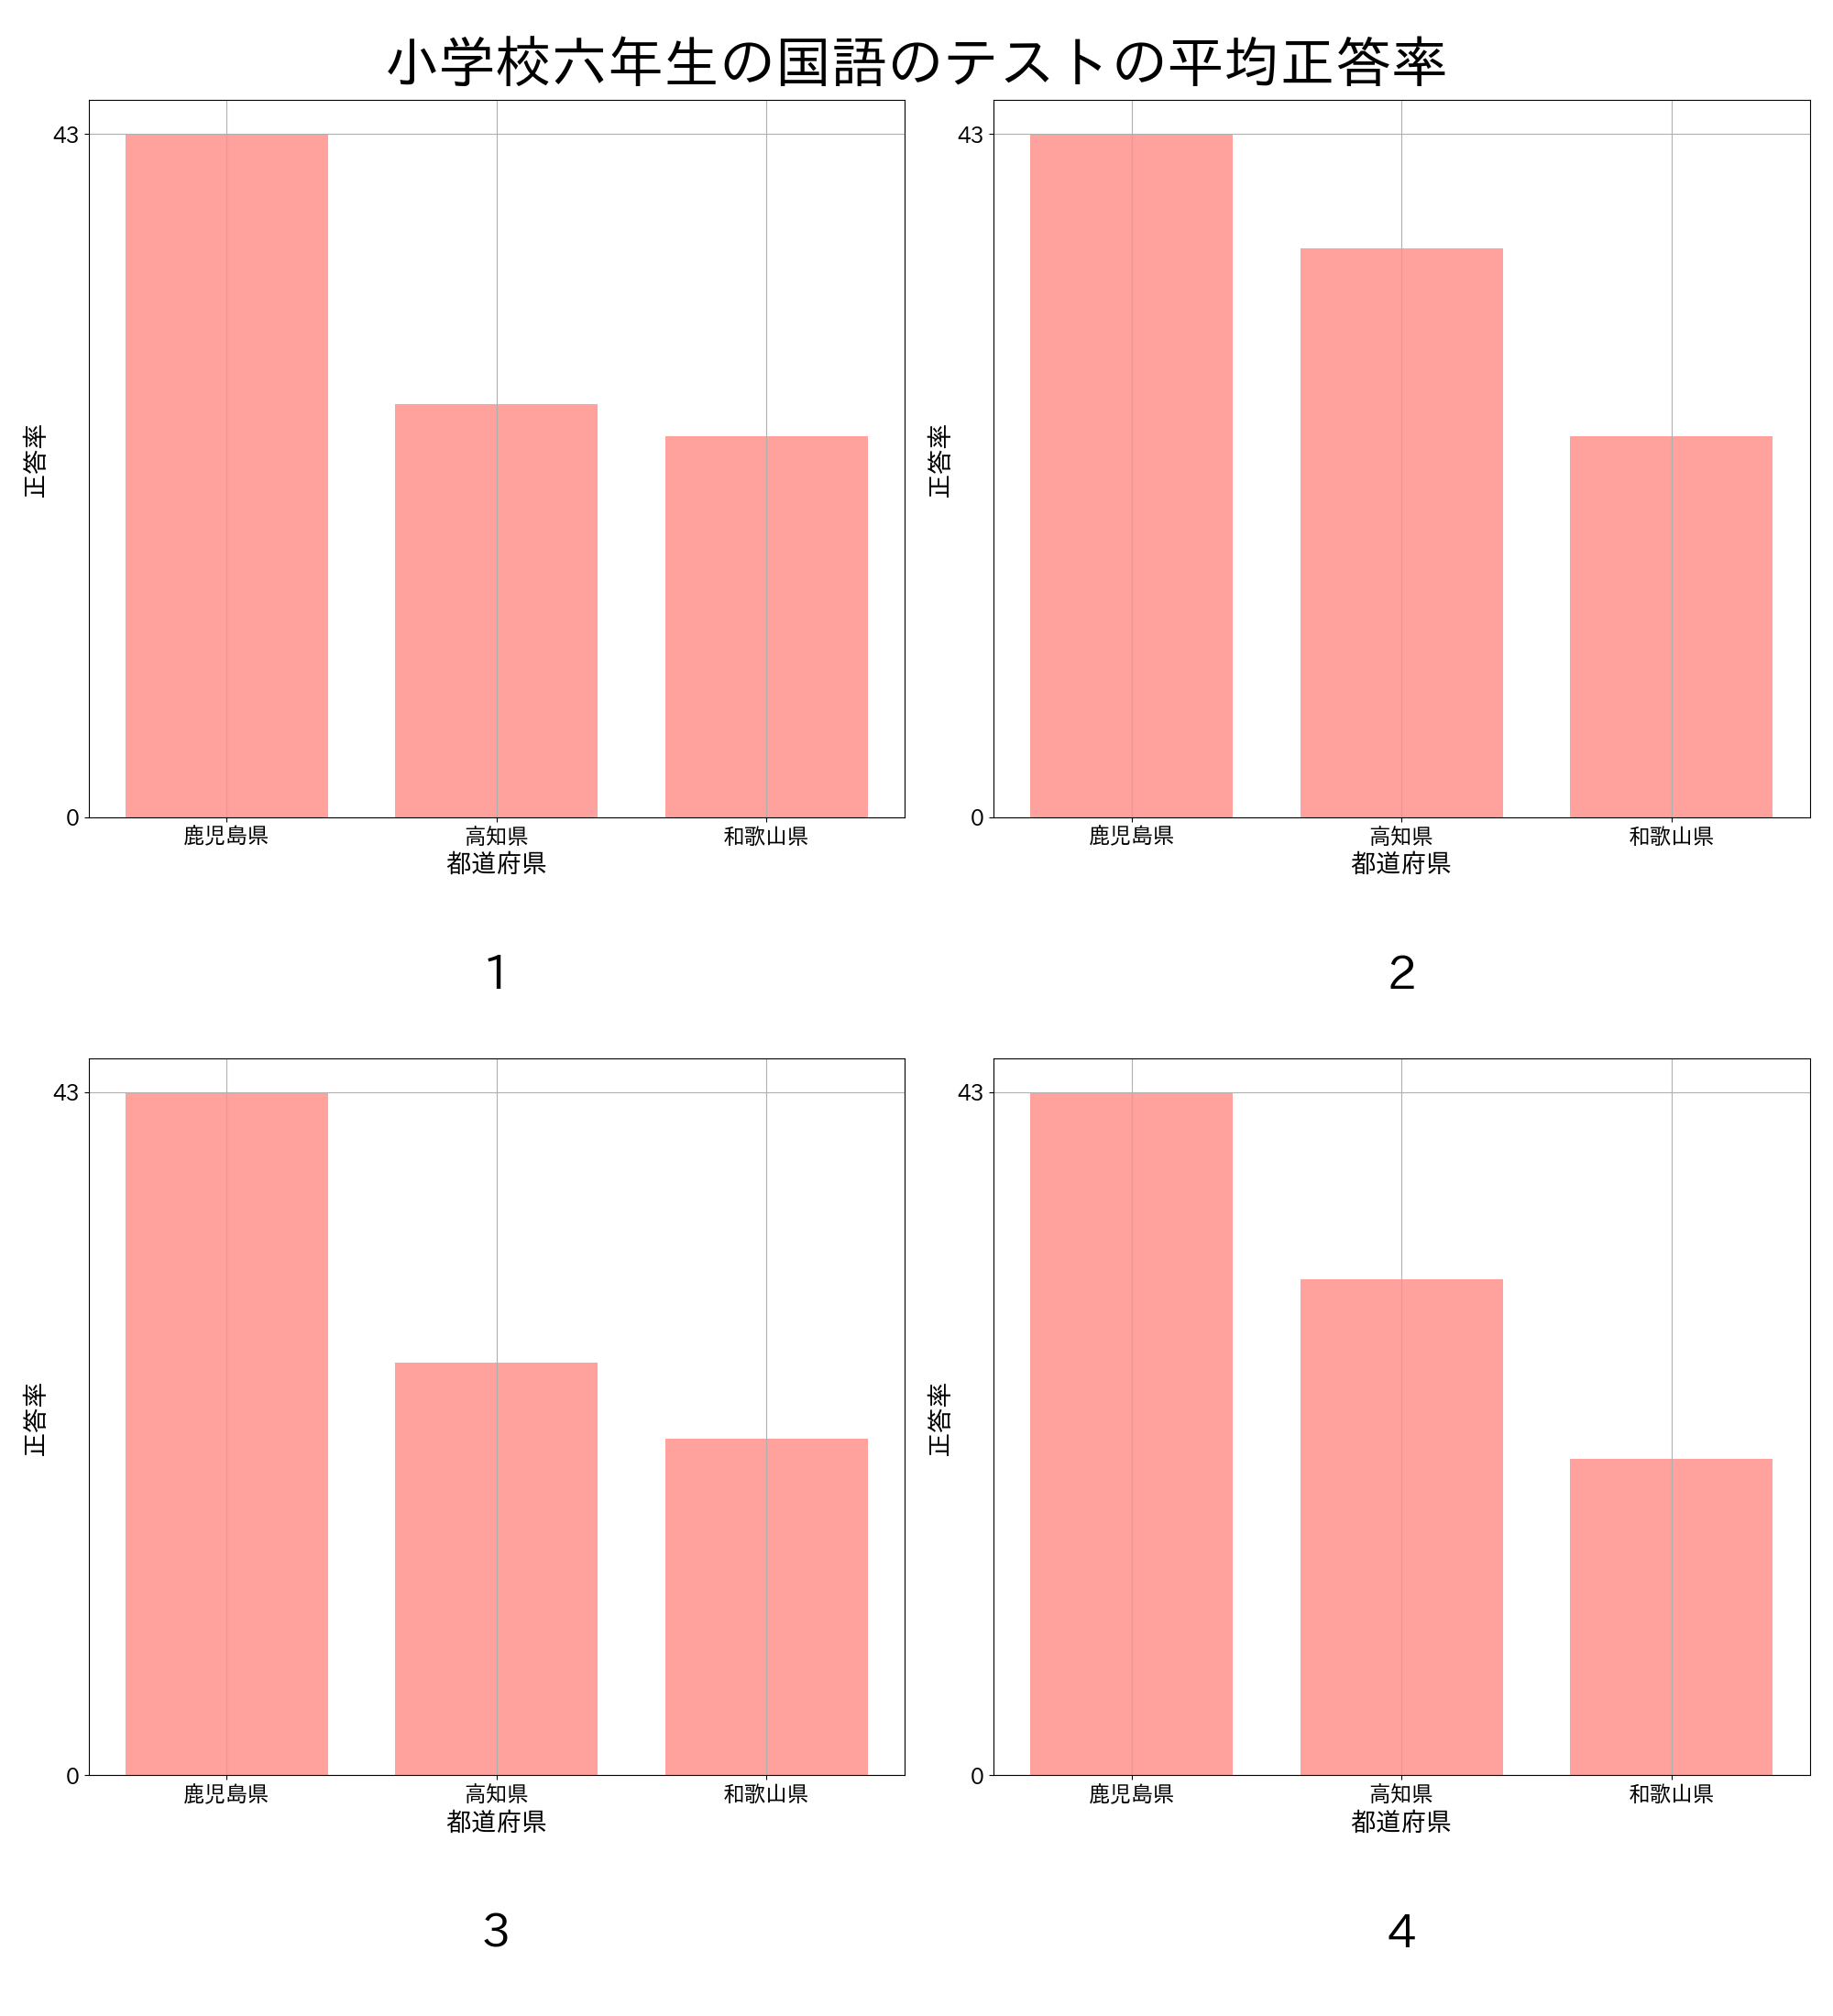 小学校六年生の国語のテストの平均正答率
43
0
正答率
鹿児島県 高知県 和歌山県
都道府県
1
43
0
正答率
鹿児島県 高知県 和歌山県
都道府県
2
43
0
正答率
鹿児島県 高知県 和歌山県
都道府県
3
43
0
正答率
鹿児島県 高知県 和歌山県
都道府県
4